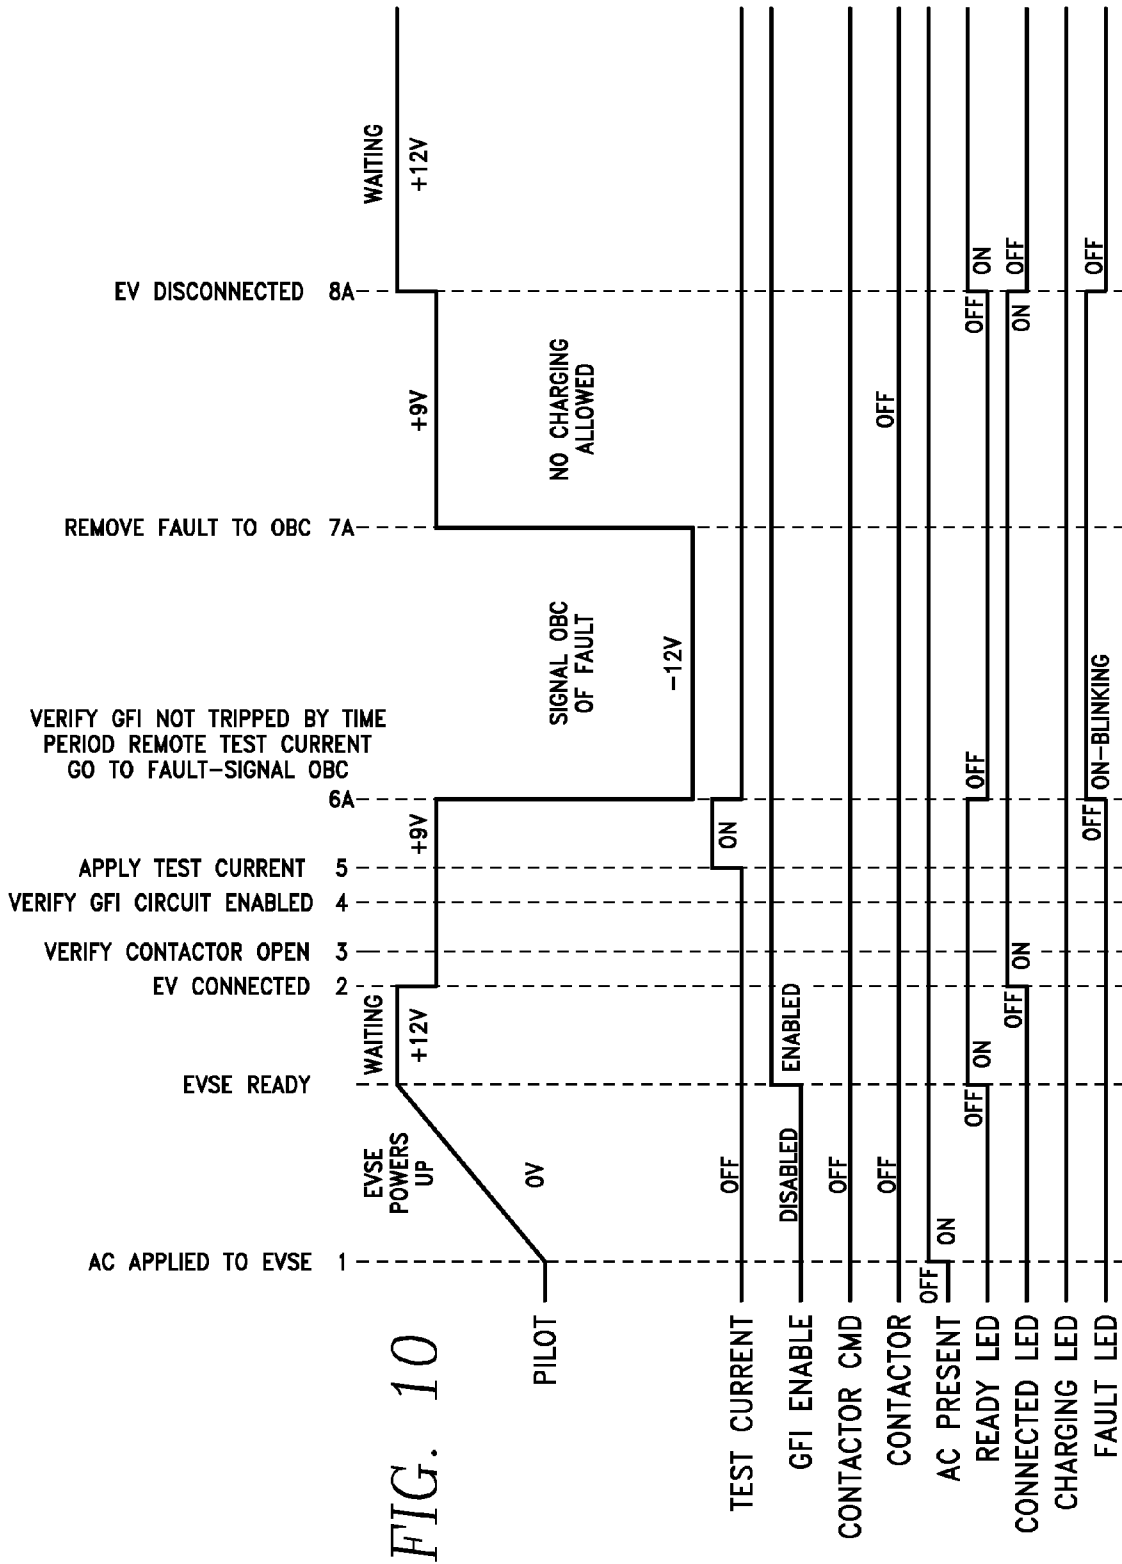 FIG. 10
AC APPLIED TO EVSE 1
EVSE READY
EV CONNECTED 2
VERIFY CONTACTOR OPEN 3
VERIFY GFI CIRCUIT ENABLED 4
APPLY TEST CURRENT 5
6A
VERIFY GFI NOT TRIPPED BY TIME
PERIOD REMOTE TEST CURRENT
GO TO FAULT-SIGNAL OBC
REMOVE FAULT TO OBC 7A
EV DISCONNECTED 8A
PILOT
EVSE
POWERS
UP
0V
WAITING
+12V
+9V
SIGNAL OBC
OF FAULT
-12V
+9V
NO CHARGING
ALLOWED
WAITING
+12V
TEST CURRENT
OFF
ON
GFI ENABLE
DISABLED
ENABLED
CONTACTOR CMD
OFF
CONTACTOR
OFF
OFF
AC PRESENT
OFF
ON
READY LED
OFF
ON
OFF
OFF
ON
CONNECTED LED
OFF
ON
ON
OFF
CHARGING LED
FAULT LED
OFF
ON-BLINKING
OFF